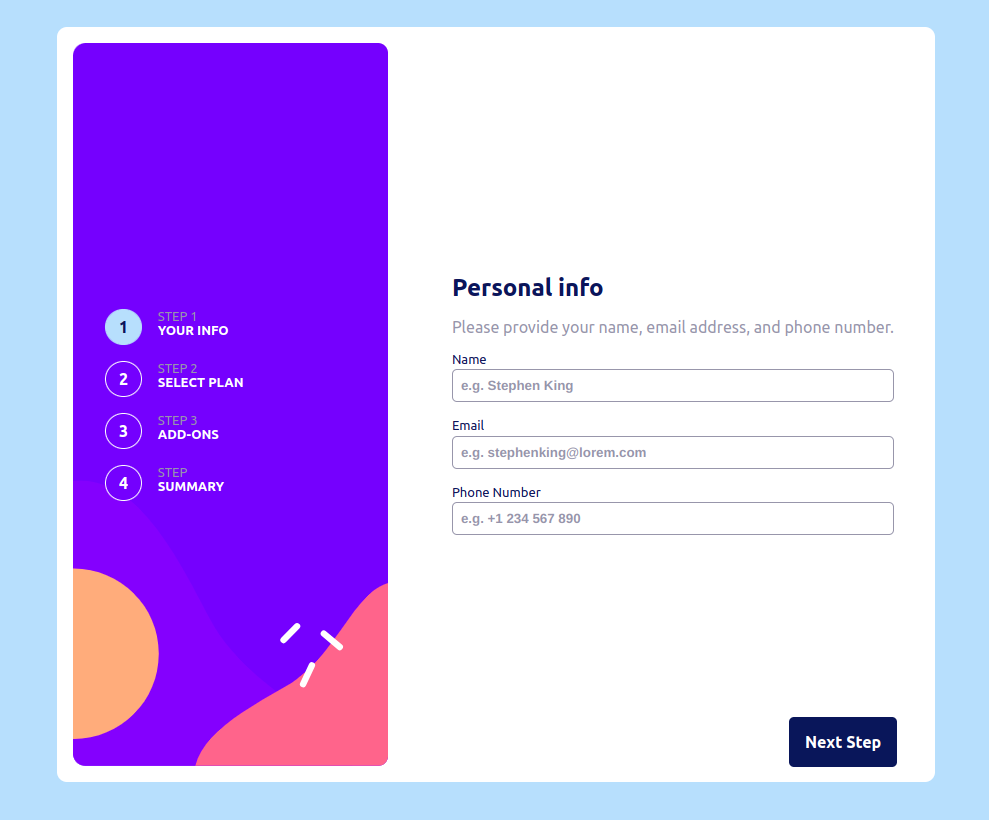 1
STEP 1
YOUR INFO
2
STEP 2
SELECT PLAN
3
STEP 3
ADD-ONS
4
STEP
SUMMARY
Personal info
Please provide your name, email address, and phone number.
Name
e.g. Stephen King
Email
e.g. stephenking@lorem.com
Phone Number
e.g. +1 234 567 890
Next Step